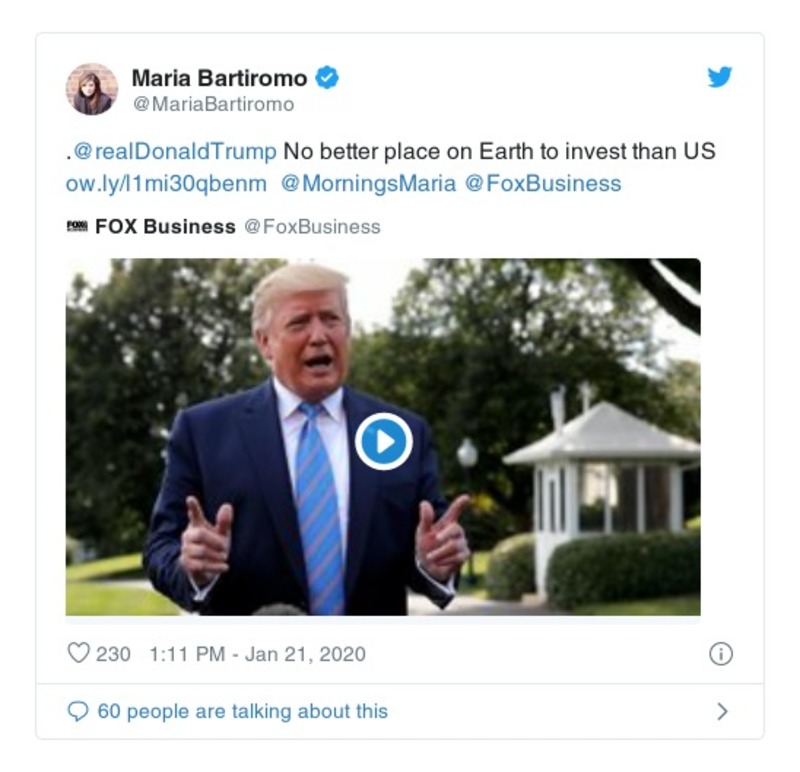 Maria Bartiromo
@MariaBartiromo
.@realDonaldTrump No better place on Earth to invest than US
ow.ly/l1mi30qbenm @MorningsMaria @FoxBusiness
FOX Business @FoxBusiness
230 1:11 PM - Jan 21, 2020
60 people are talking about this